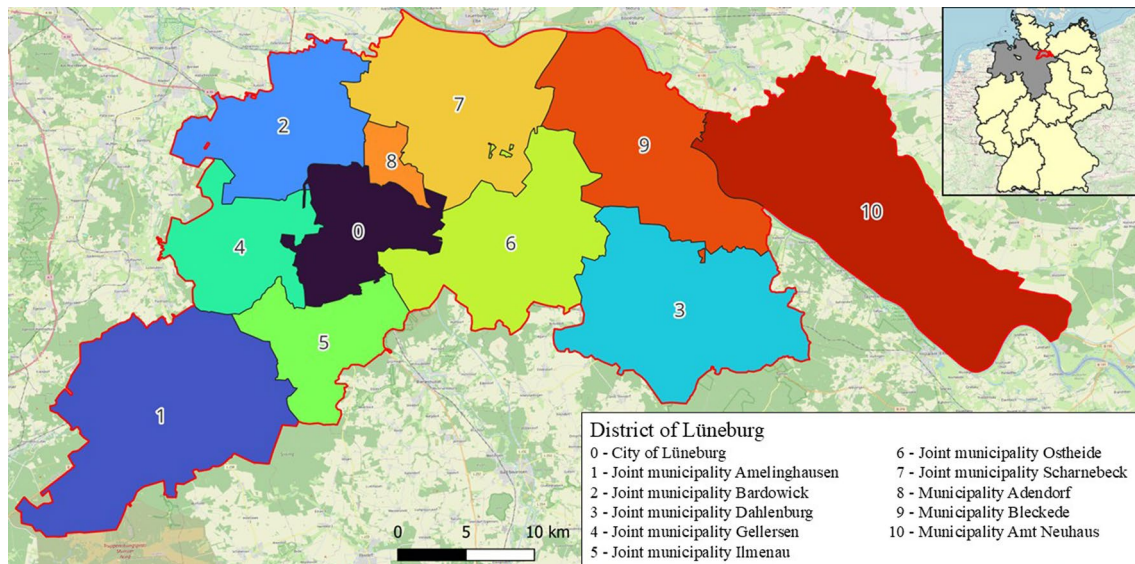 7
2
8
9
10
0
4
6
3
5
1
0 5 10 km
District of Lüneburg
0 - City of Lüneburg
1 - Joint municipality Amelinghausen
2 - Joint municipality Bardowick
3 - Joint municipality Dahlenburg
4 - Joint municipality Gellersen
5 - Joint municipality Ilmenau
6 - Joint municipality Ostheide
7 - Joint municipality Scharnebeck
8 - Municipality Adendorf
9 - Municipality Bleckede
10 - Municipality Amt Neuhaus